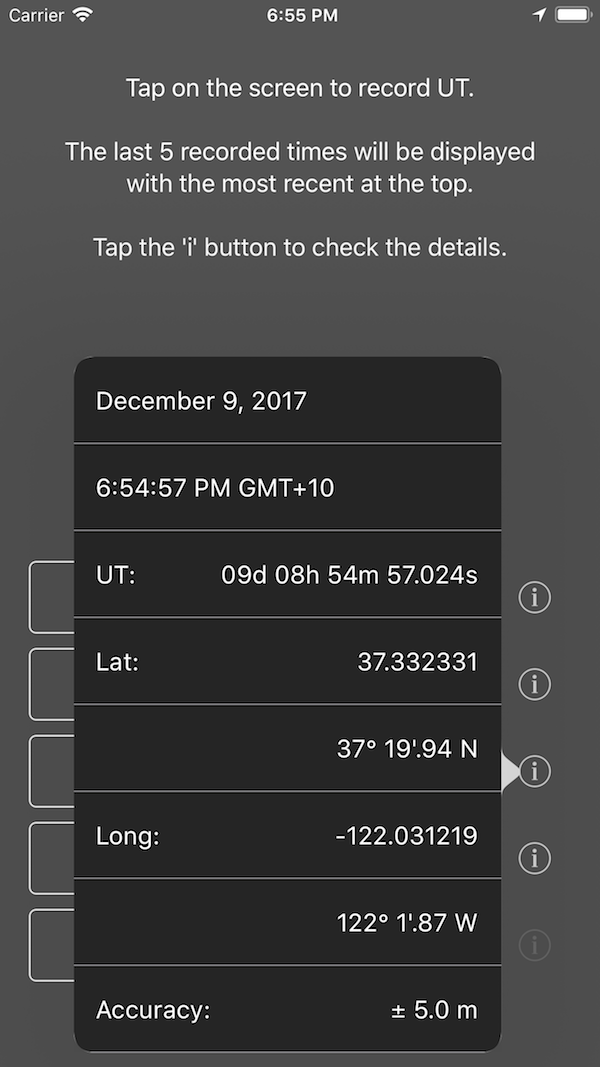 Carrier 6:55 PM
Tap on the screen to record UT.
The last 5 recorded times will be displayed
with the most recent at the top.
Tap the 'i' button to check the details.
December 9, 2017
6:54:57 PM GMT+10
UT: 09d 08h 54m 57.024s
i
Lat: 37.332331
i
37° 19'.94 N
i
Long: -122.031219
i
122° 1'.87 W
i
Accuracy: ± 5.0 m